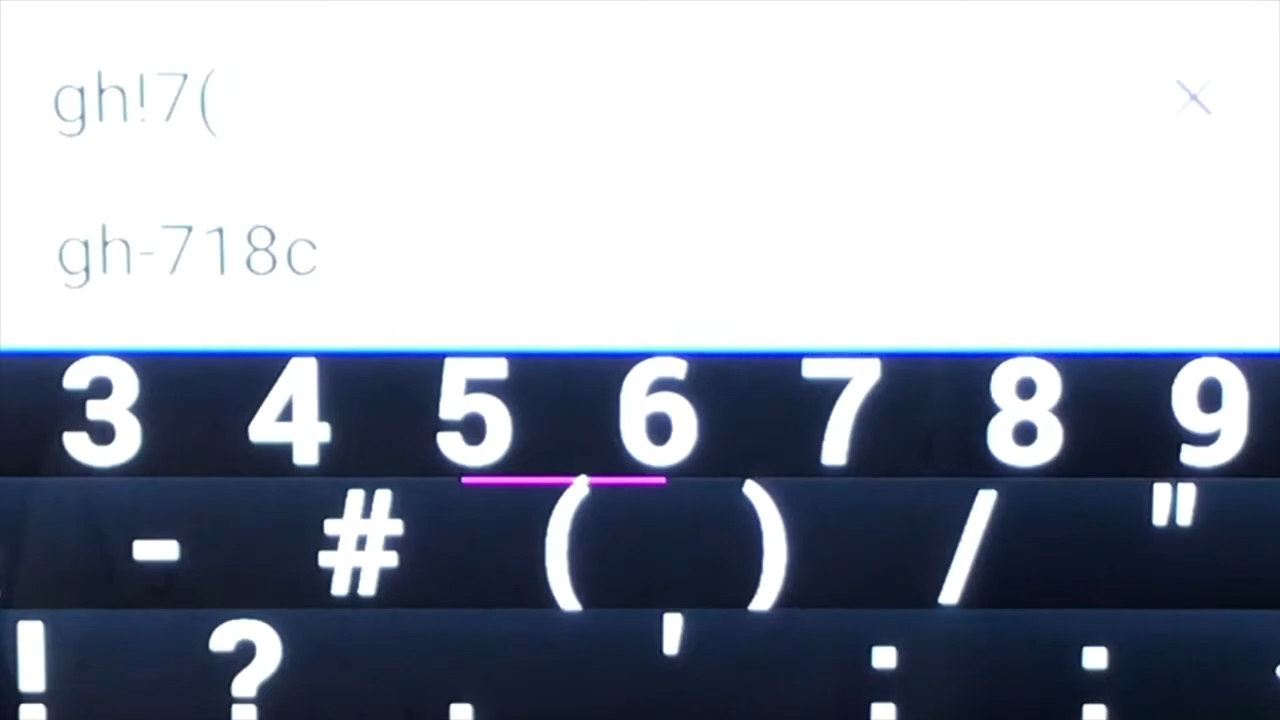 gh!7(
gh-718c
3 4 5 6 7 8 9
- # ( ) / "
! ? . ' : :